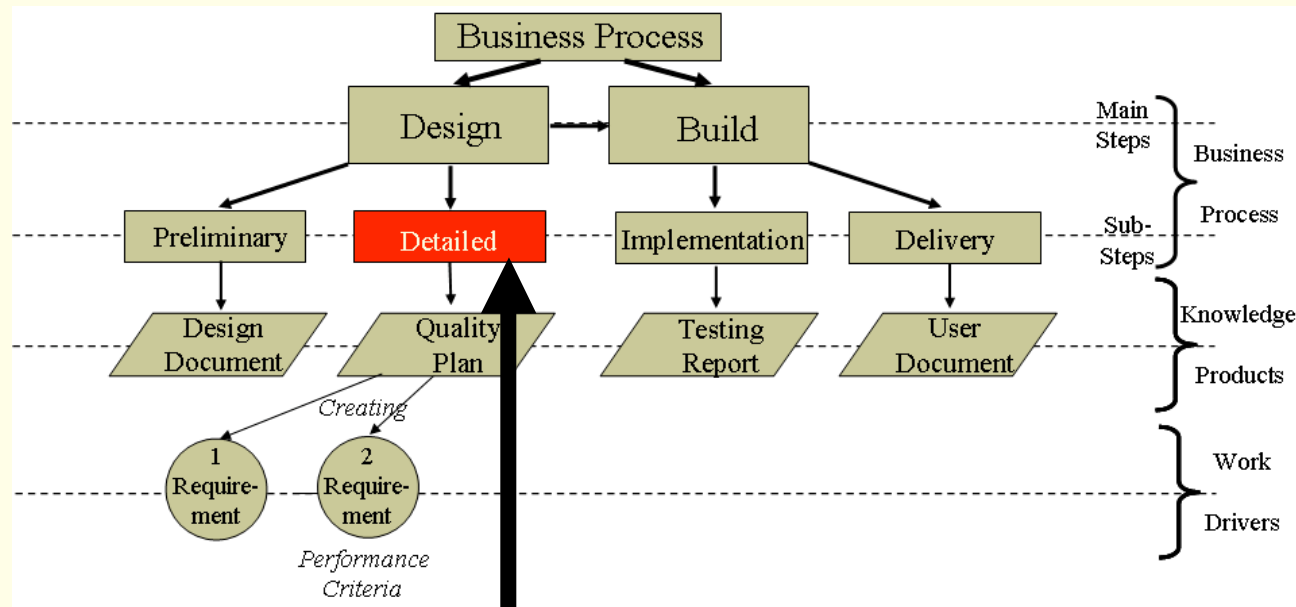 Business Process
Design
Build
Main
Steps
Business
Process
Preliminary
Detailed
Implementation
Delivery
Sub-
Steps
Design
Document
Quality
Plan
Testing
Report
User
Document
Knowledge
Products
Creating
1
Require-
ment
2
Require-
ment
Work
Drivers
Performance
Criteria